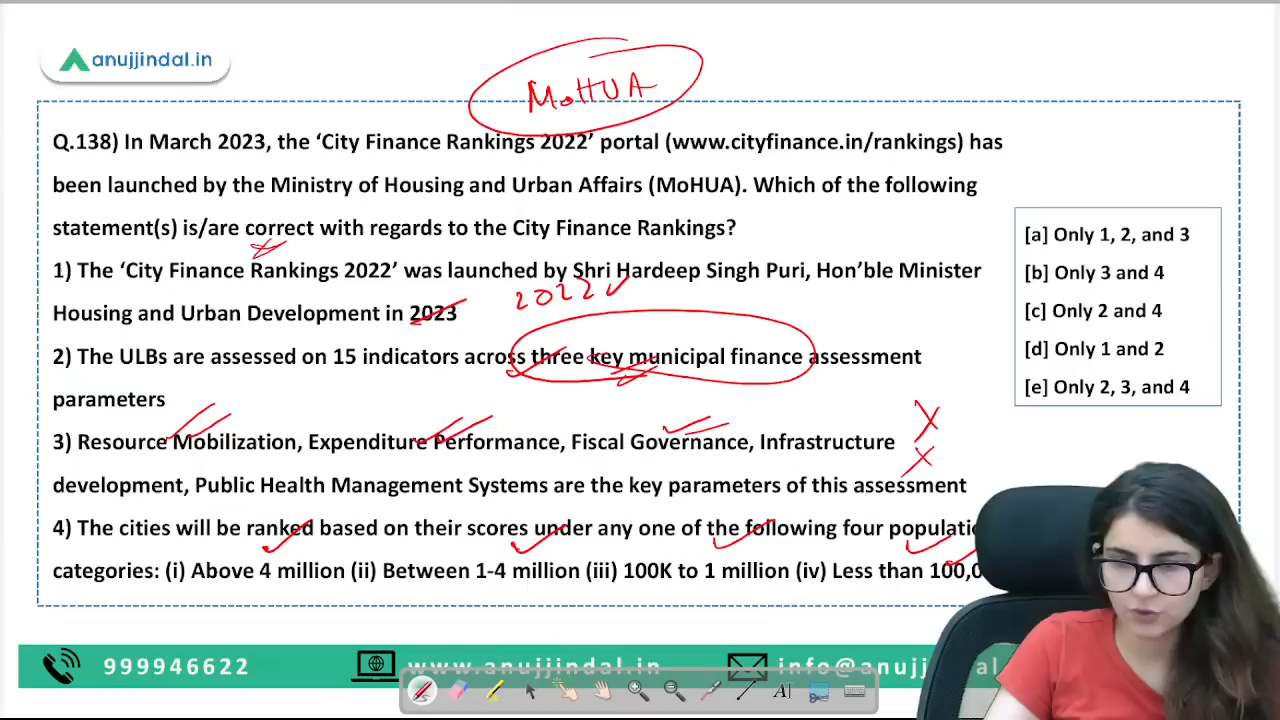 anujjindal.in
MoHUA
Q.138) In March 2023, the ‘City Finance Rankings 2022’ portal (www.cityfinance.in/rankings) has
been launched by the Ministry of Housing and Urban Affairs (MoHUA). Which of the following
statement(s) is/are correct with regards to the City Finance Rankings?
1) The ‘City Finance Rankings 2022’ was launched by Shri Hardeep Singh Puri, Hon’ble Minister
2022
Housing and Urban Development in 2023
2) The ULBs are assessed on 15 indicators across three key municipal finance assessment
parameters
3) Resource Mobilization, Expenditure Performance, Fiscal Governance, Infrastructure
development, Public Health Management Systems are the key parameters of this assessment
4) The cities will be ranked based on their scores under any one of the following four
categories: (i) Above 4 million (ii) Between 1-4 million (iii) 100K to 1 million (iv) Less than
[a] Only 1, 2, and 3
[b] Only 3 and 4
[c] Only 2 and 4
[d] Only 1 and 2
[e] Only 2, 3, and 4
999946622
www.anujjindal.in